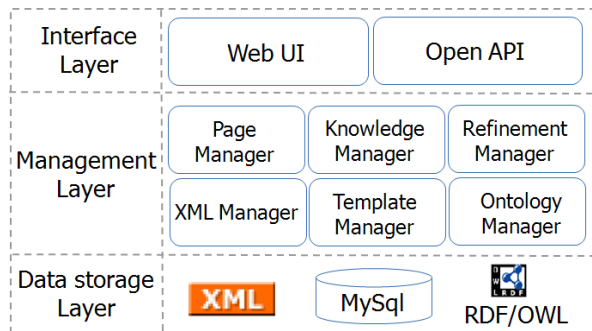 Interface
Layer
Web UI
Open API
Management
Layer
Page
Manager
Knowledge
Manager
Refinement
Manager
XML Manager
Template
Manager
Ontology
Manager
Data storage
Layer
XML
MySql
RDF/OWL